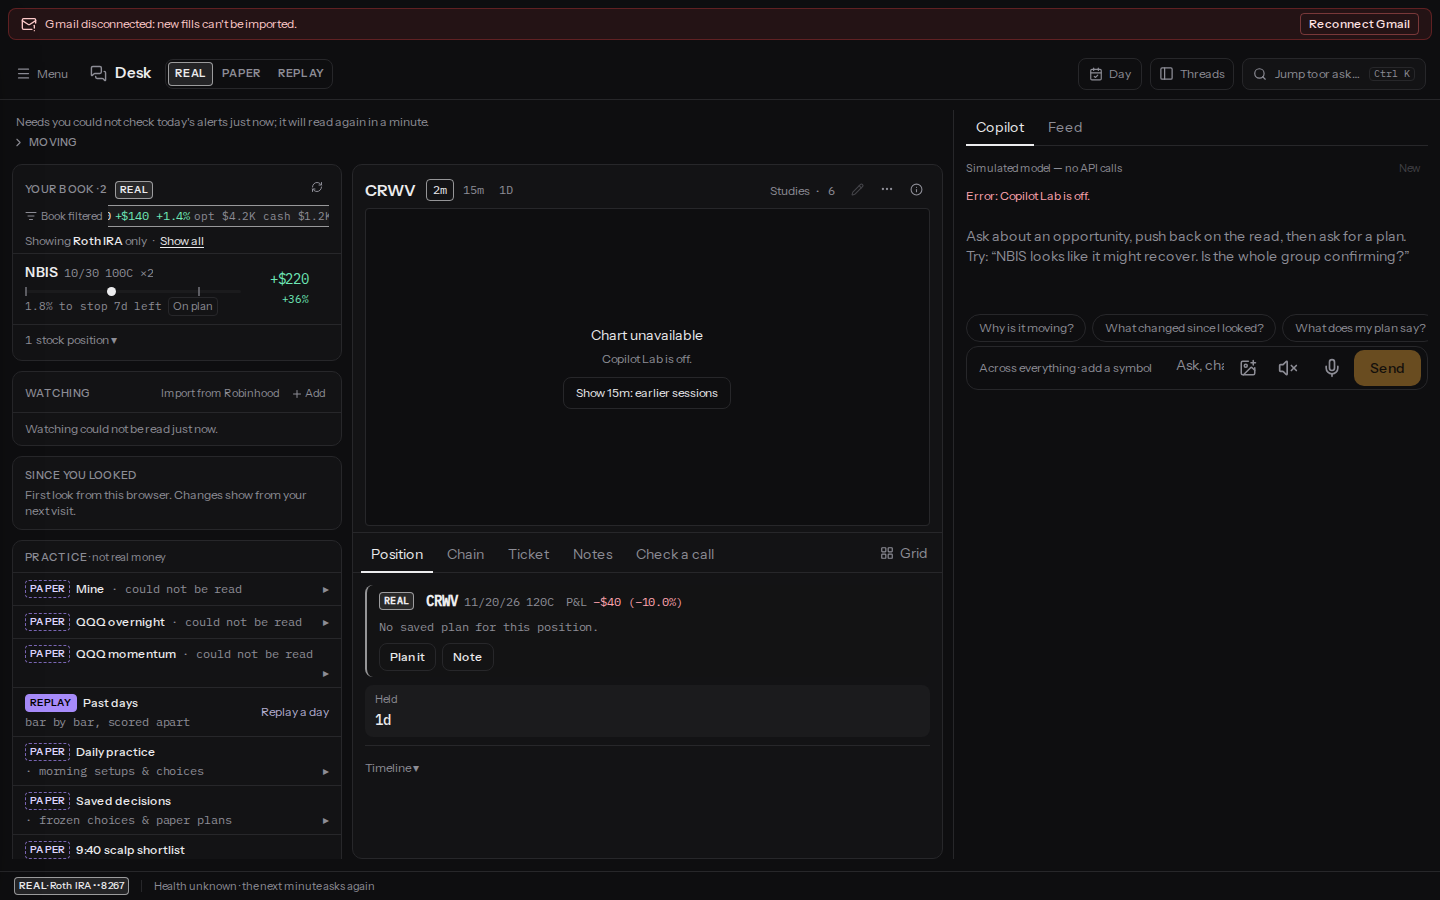 Gmail disconnected: new fills can't be imported.
Reconnect Gmail
Menu
Desk
REAL PAPER REPLAY
Day
Threads
Jump to or ask... Ctrl K
Needs you could not check today's alerts just now; it will read again in a minute.
MOVING
YOUR BOOK · 2 REAL
Book filtered +$140 +1.4% opt $4.2K cash $1.2K
Showing Roth IRA only · Show all
NBIS 10/30 100C ×2
+$220
+36%
1.8% to stop 7d left On plan
1 stock position ▾
WATCHING Import from Robinhood + Add
Watching could not be read just now.
SINCE YOU LOOKED
First look from this browser. Changes show from your
next visit.
PRACTICE · not real money
PAPER Mine · could not be read ▸
PAPER QQQ overnight · could not be read ▸
PAPER QQQ momentum · could not be read
▸
REPLAY Past days
bar by bar, scored apart
Replay a day
PAPER Daily practice
· morning setups & choices ▸
PAPER Saved decisions
· frozen choices & paper plans ▸
PAPER 9:40 scalp shortlist
CRWV 2m 15m 1D
Studies · 6
Chart unavailable
Copilot Lab is off.
Show 15m: earlier sessions
Position Chain Ticket Notes Check a call Grid
REAL CRWV 11/20/26 120C P&L −$40 (−10.0%)
No saved plan for this position.
Plan it Note
Held
1d
Timeline ▾
Copilot Feed
Simulated model — no API calls New
Error: Copilot Lab is off.
Ask about an opportunity, push back on the read, then ask for a plan.
Try: “NBIS looks like it might recover. Is the whole group confirming?”
Why is it moving? What changed since I looked? What does my plan say?
Across everything · add a symbol Ask, cha Send
REAL · Roth IRA ··8267 Health unknown · the next minute asks again